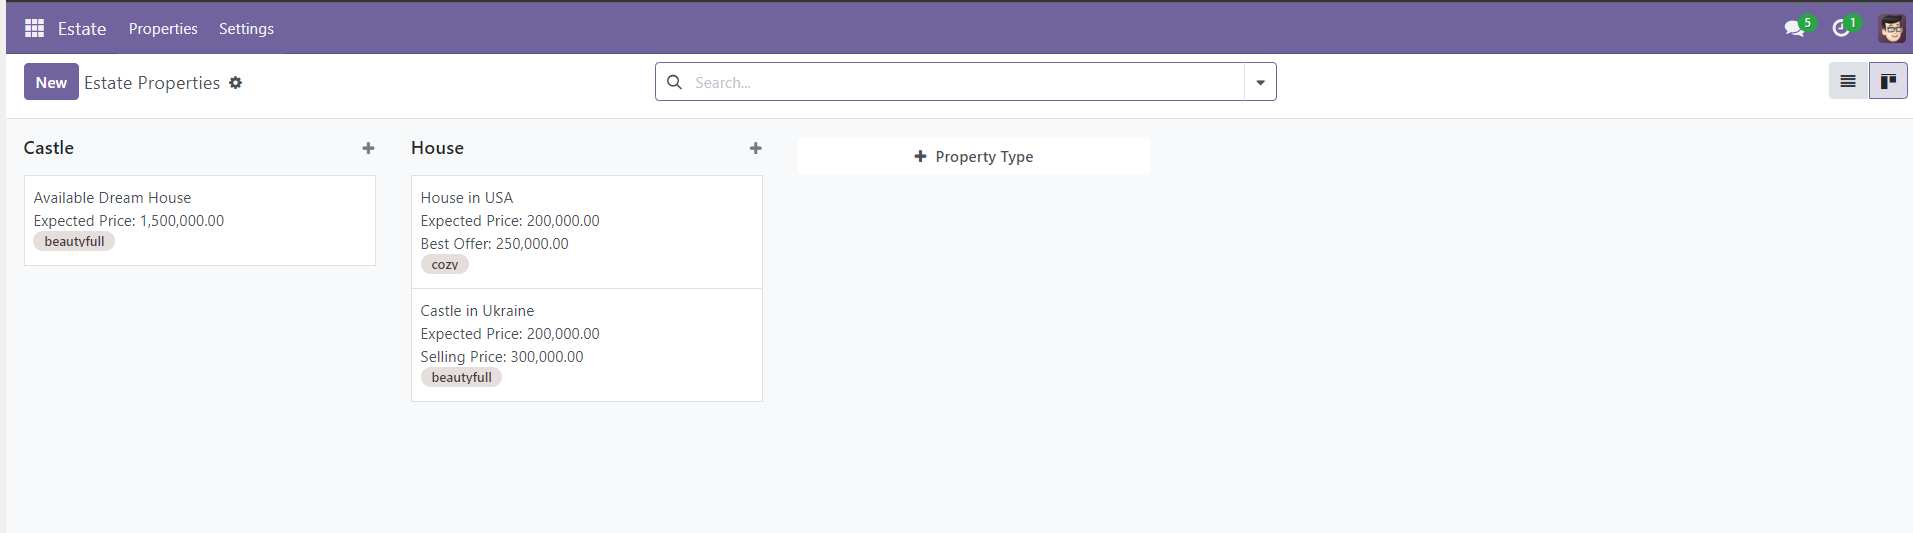 Estate Properties Settings 5 1
New Estate Properties Search...
Castle
Available Dream House
Expected Price: 1,500,000.00
beautyfull
House
House in USA
Expected Price: 200,000.00
Best Offer: 250,000.00
cozy
Castle in Ukraine
Expected Price: 200,000.00
Selling Price: 300,000.00
beautyfull
Property Type